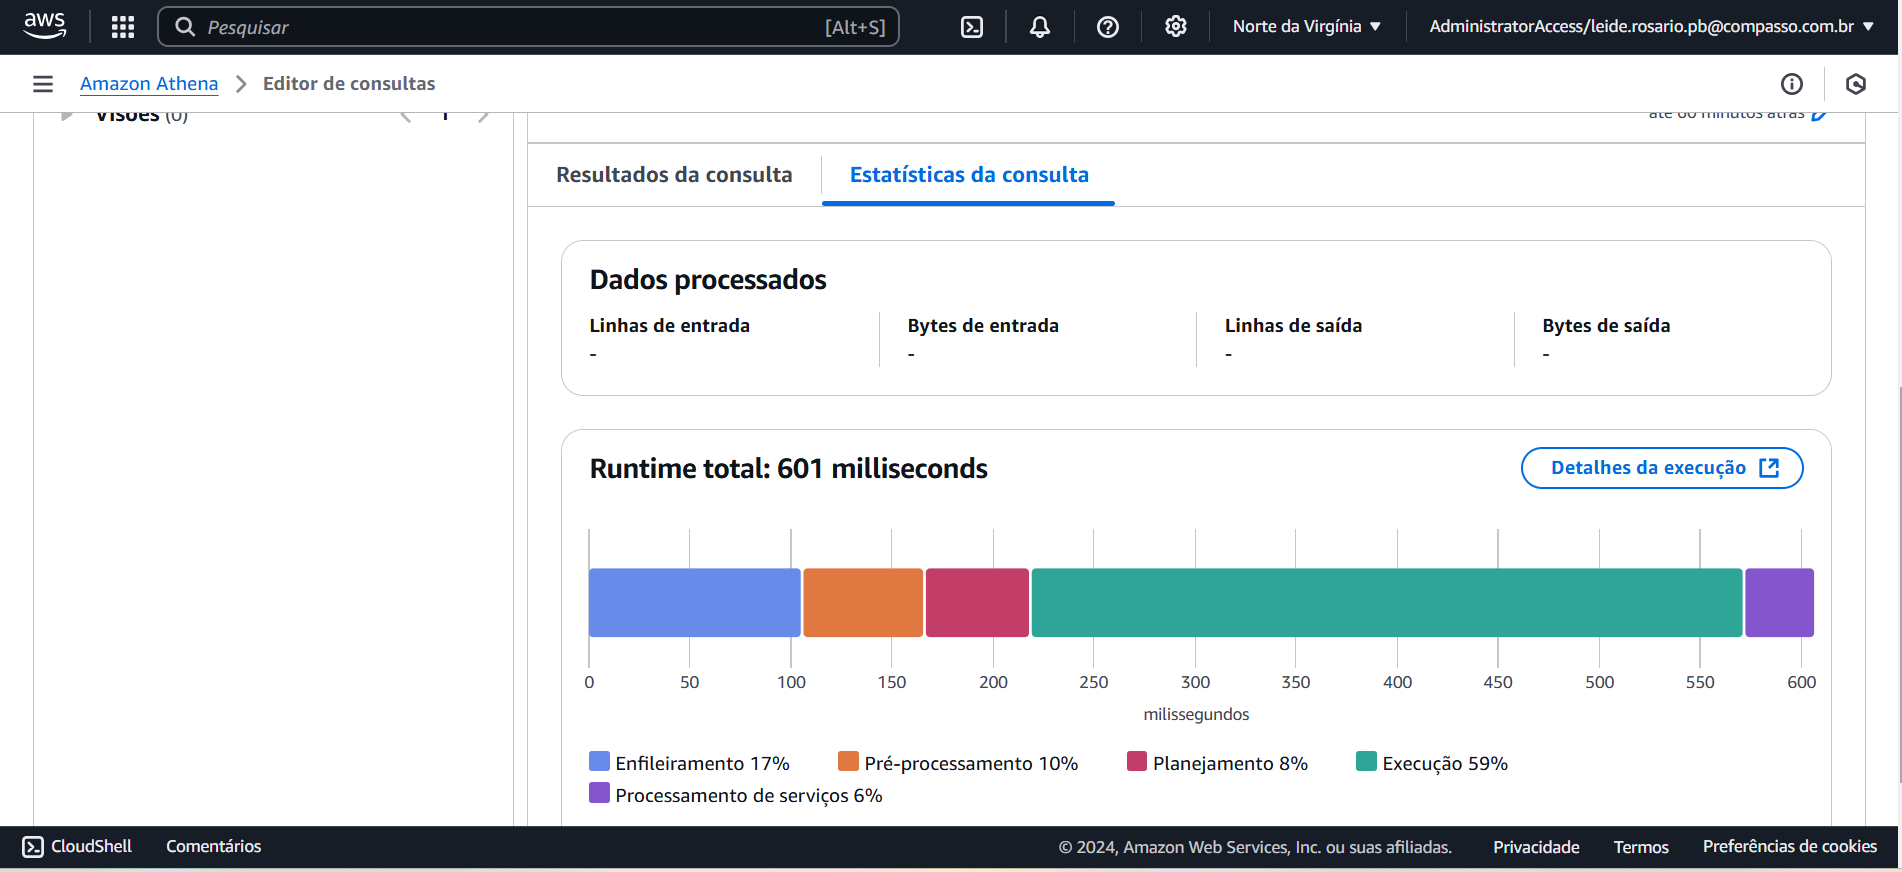 aws
Pesquisar [Alt+S] Norte da Virgínia AdministratorAccess/leide.rosario.pb@compasso.com.br
Amazon Athena Editor de consultas
Visões (0) 1
até 60 minutos atrás
Resultados da consulta Estatísticas da consulta
Dados processados
Linhas de entrada Bytes de entrada Linhas de saída Bytes de saída
- - - -
Runtime total: 601 milliseconds Detalhes da execução
0 50 100 150 200 250 300 350 400 450 500 550 600
milissegundos
Enfileiramento 17% Pré-processamento 10% Planejamento 8% Execução 59%
Processamento de serviços 6%
CloudShell Comentários © 2024, Amazon Web Services, Inc. ou suas afiliadas. Privacidade Termos Preferências de cookies